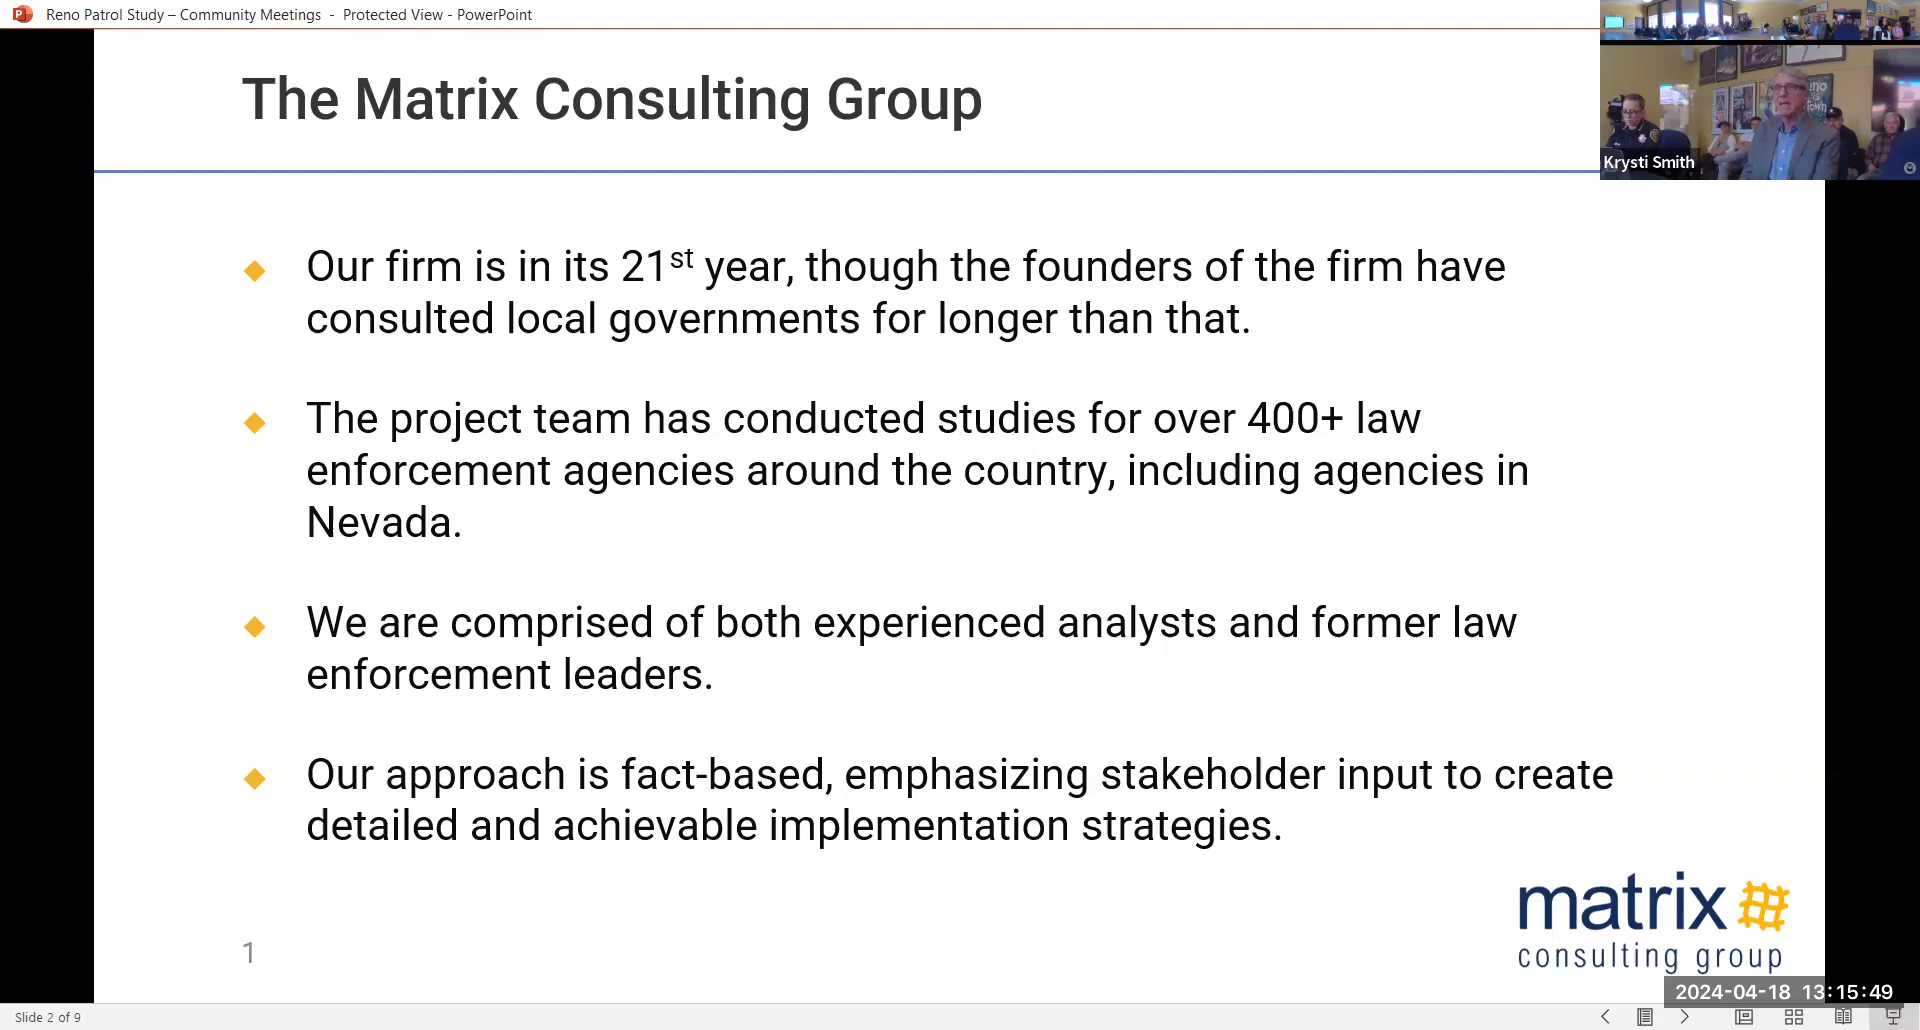 Reno Patrol Study – Community Meetings - Protected View - PowerPoint
The Matrix Consulting Group
Krysti Smith
Our firm is in its 21st year, though the founders of the firm have
consulted local governments for longer than that.
The project team has conducted studies for over 400+ law
enforcement agencies around the country, including agencies in
Nevada.
We are comprised of both experienced analysts and former law
enforcement leaders.
Our approach is fact-based, emphasizing stakeholder input to create
detailed and achievable implementation strategies.
matrix
consulting group
1
2024-04-18 13:15:49
Slide 2 of 9